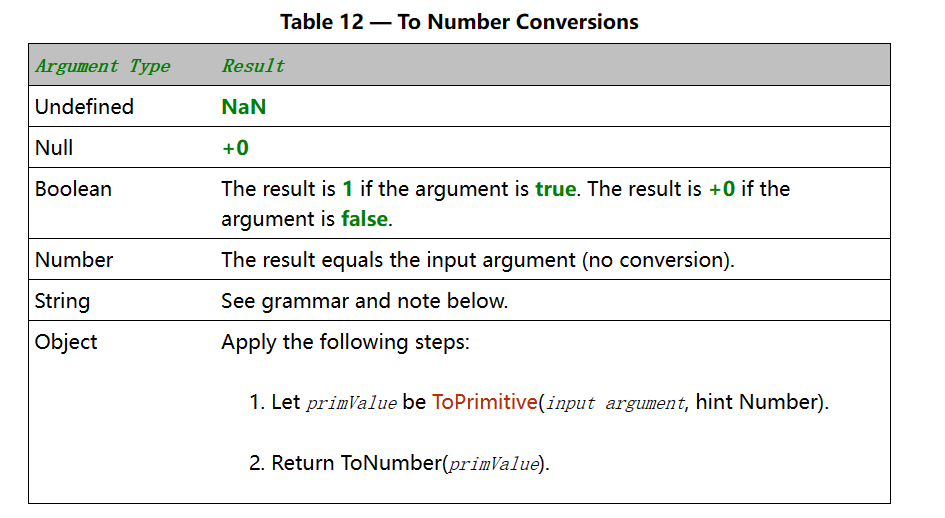 Table 12 — To Number Conversions
Argument Type Result
Undefined NaN
Null +0
Boolean The result is 1 if the argument is true. The result is +0 if the
argument is false.
Number The result equals the input argument (no conversion).
String See grammar and note below.
Object Apply the following steps:
1. Let primValue be ToPrimitive(input argument, hint Number).
2. Return ToNumber(primValue).